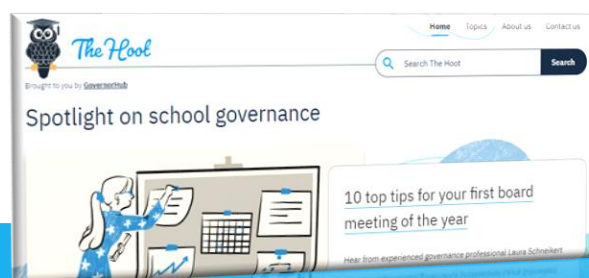 Home Topics About us Contact us
The Hoot
Search The Hoot Search
Brought to you by GovernorHub
Spotlight on school governance
10 top tips for your first board
meeting of the year
Hear from experienced governance professional Laura Schneikert